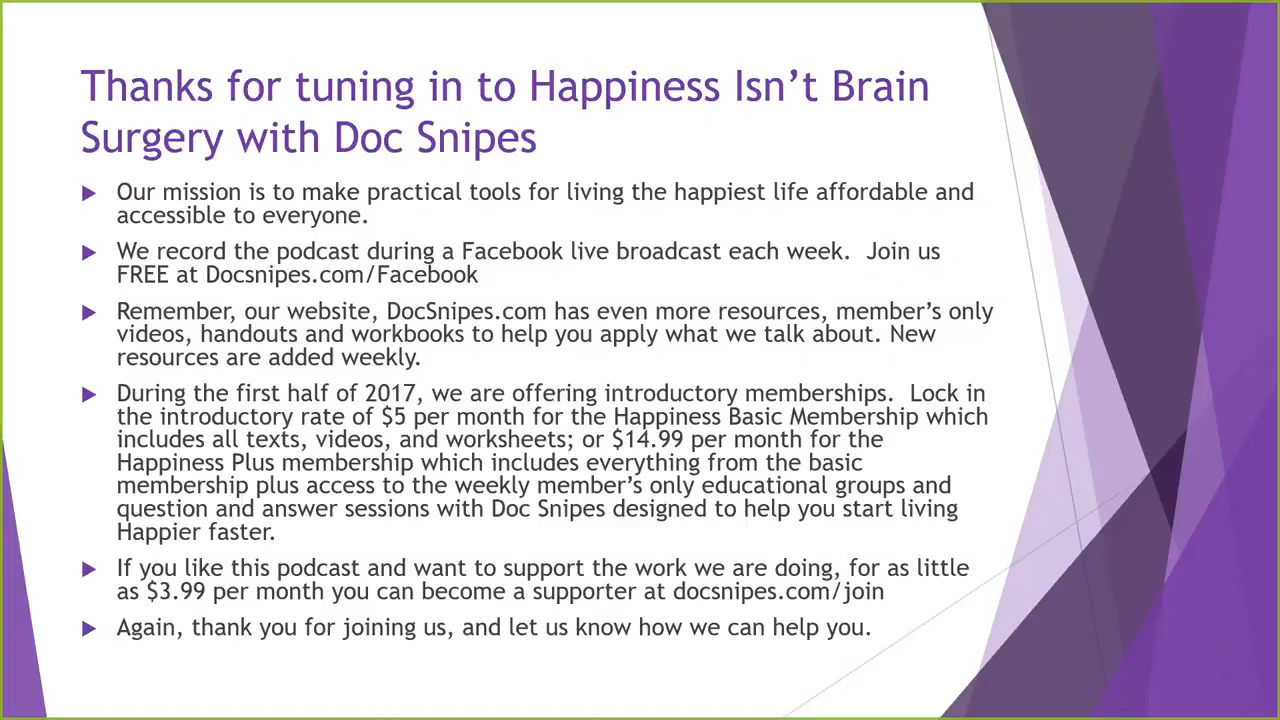 Thanks for tuning in to Happiness Isn’t Brain
Surgery with Doc Snipes
Our mission is to make practical tools for living the happiest life affordable and
accessible to everyone.
We record the podcast during a Facebook live broadcast each week.  Join us
FREE at Docsnipes.com/Facebook
Remember, our website, DocSnipes.com has even more resources, member’s only
videos, handouts and workbooks to help you apply what we talk about. New
resources are added weekly.
During the first half of 2017, we are offering introductory memberships.  Lock in
the introductory rate of $5 per month for the Happiness Basic Membership which
includes all texts, videos, and worksheets; or $14.99 per month for the
Happiness Plus membership which includes everything from the basic
membership plus access to the weekly member’s only educational groups and
question and answer sessions with Doc Snipes designed to help you start living
Happier faster.
If you like this podcast and want to support the work we are doing, for as little
as $3.99 per month you can become a supporter at docsnipes.com/join
Again, thank you for joining us, and let us know how we can help you.